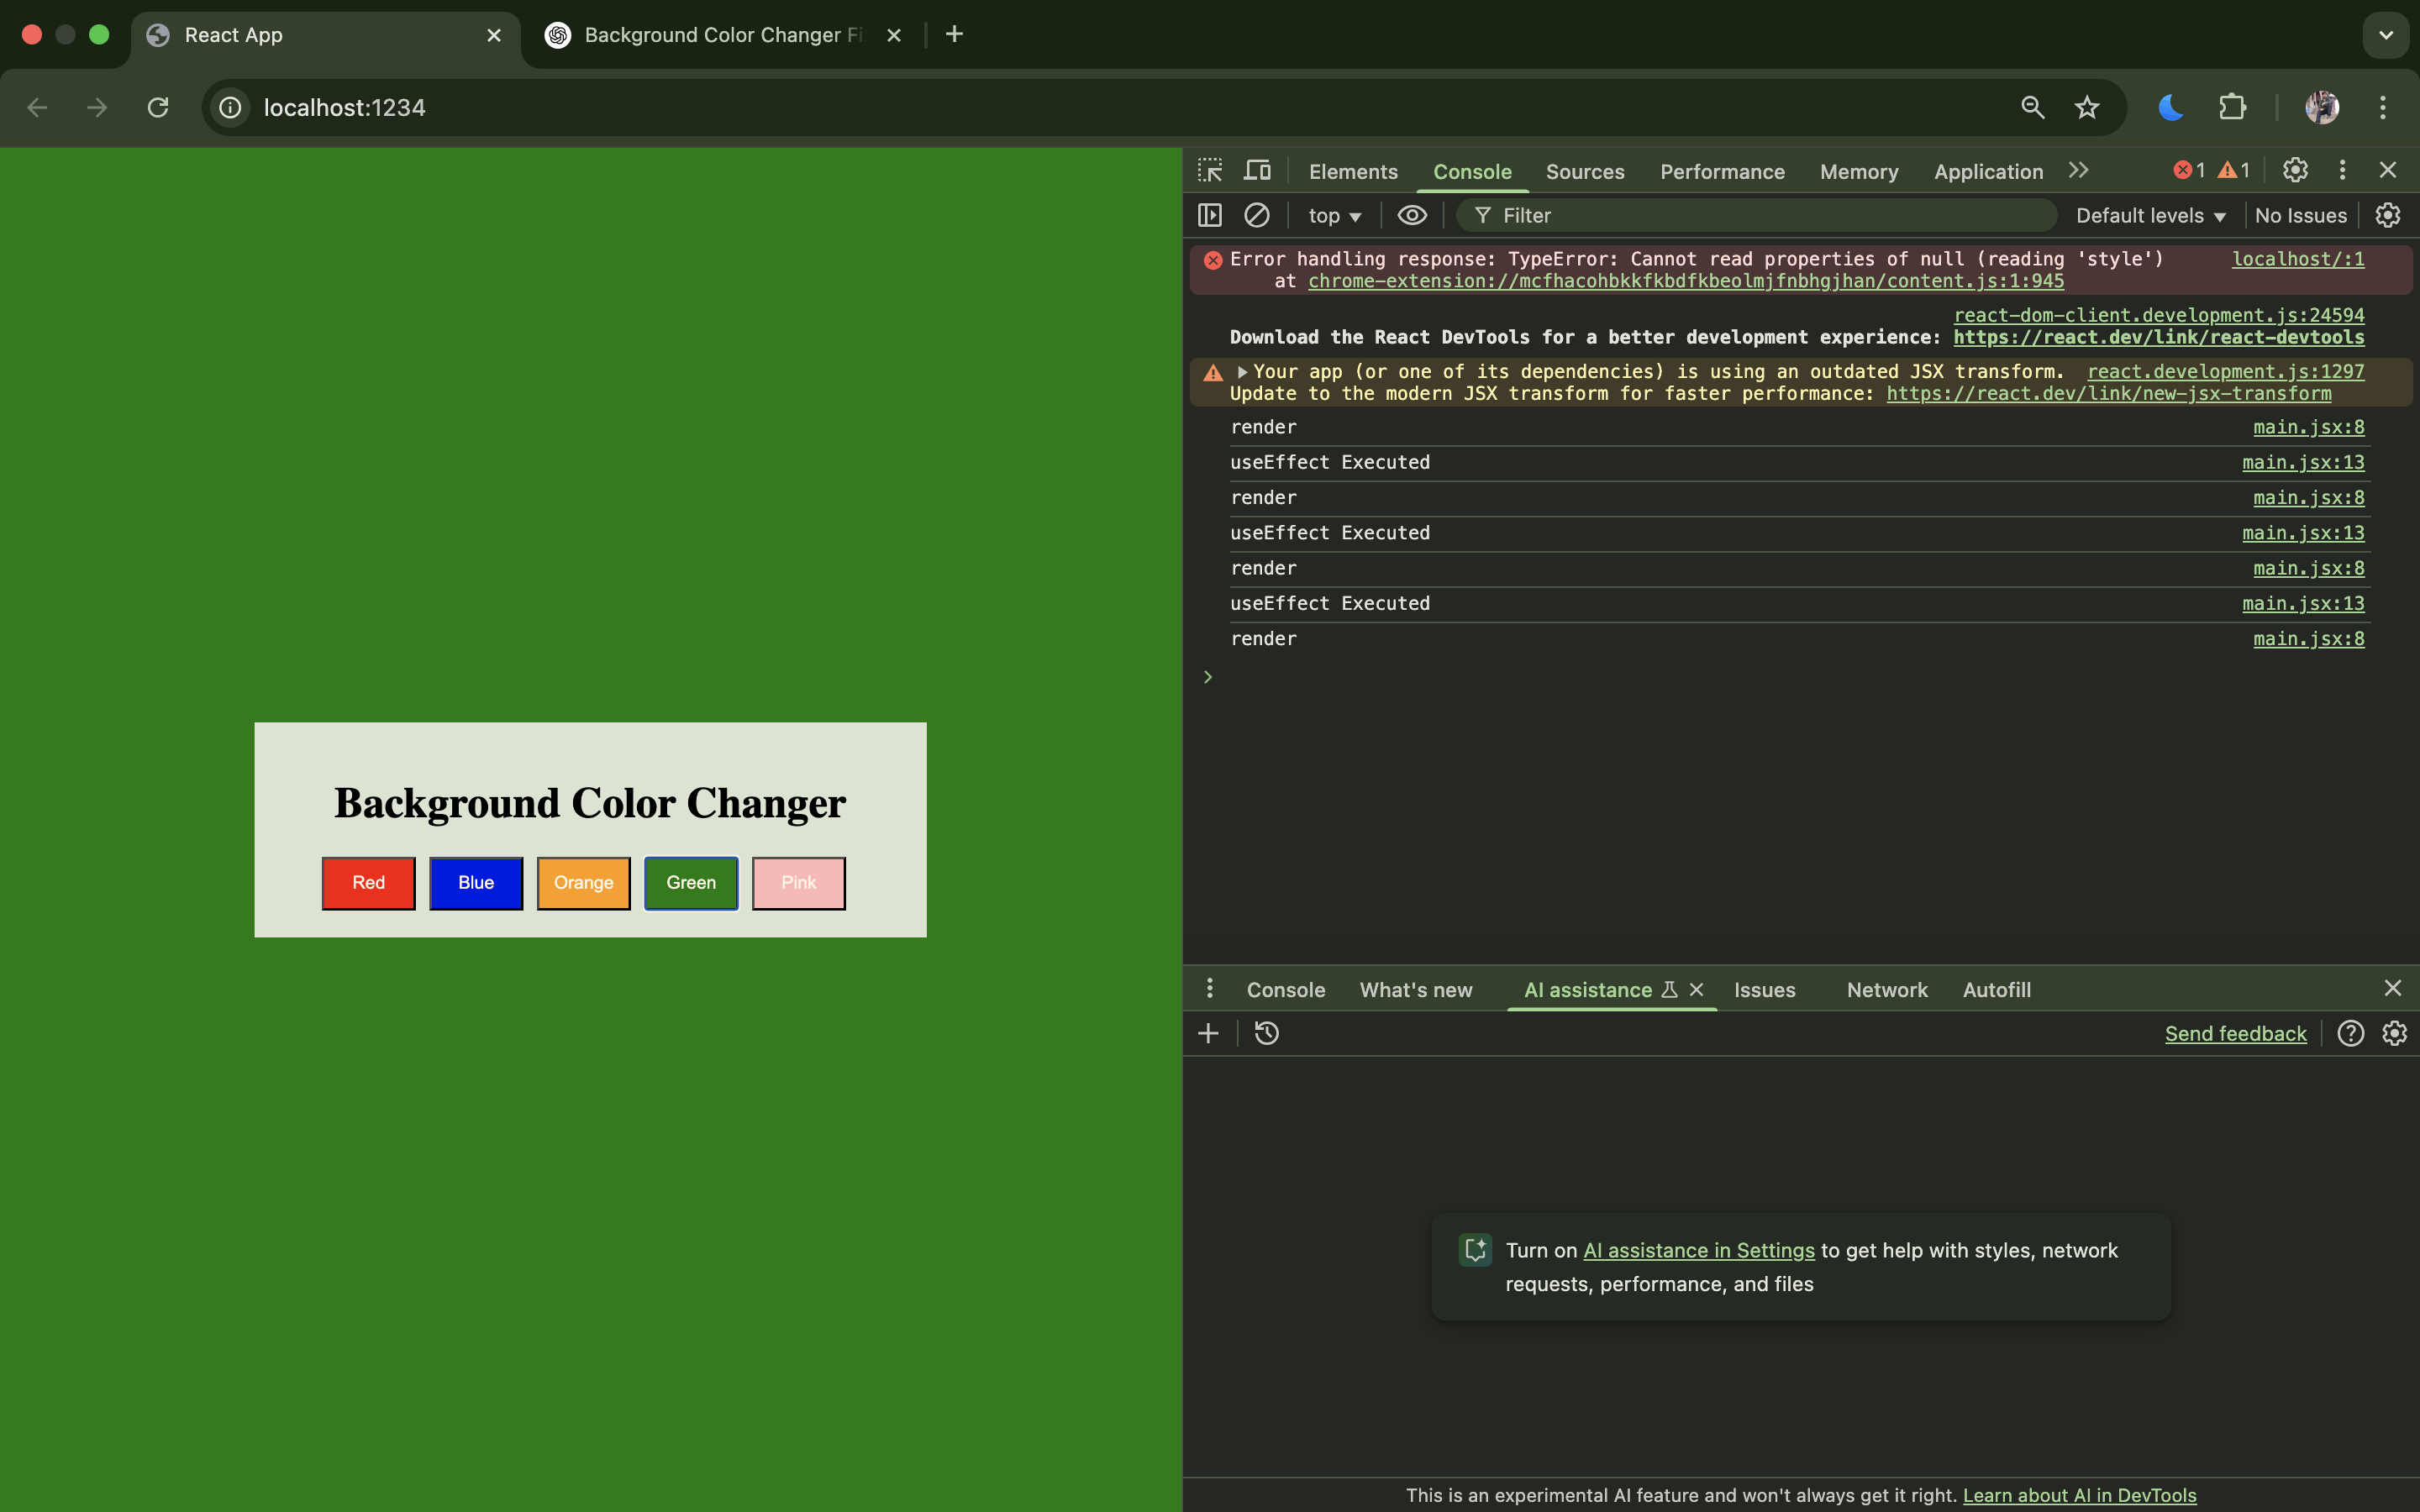 React App
Background Color Changer Fi
localhost:1234
Elements Console Sources Performance Memory Application 1 1
top Filter Default levels No Issues
Error handling response: TypeError: Cannot read properties of null (reading 'style') localhost/:1
at chrome-extension://mcfhacohbkkfkbdfkbeolmjfnbhgjhan/content.js:1:945
react-dom-client.development.js:24594
Download the React DevTools for a better development experience: https://react.dev/link/react-devtools
Your app (or one of its dependencies) is using an outdated JSX transform. react.development.js:1297
Update to the modern JSX transform for faster performance: https://react.dev/link/new-jsx-transform
render main.jsx:8
useEffect Executed main.jsx:13
render main.jsx:8
useEffect Executed main.jsx:13
render main.jsx:8
useEffect Executed main.jsx:13
render main.jsx:8
Background Color Changer
Red Blue Orange Green Pink
Console What's new AI assistance Issues Network Autofill
Send feedback
Turn on AI assistance in Settings to get help with styles, network
requests, performance, and files
This is an experimental AI feature and won't always get it right. Learn about AI in DevTools